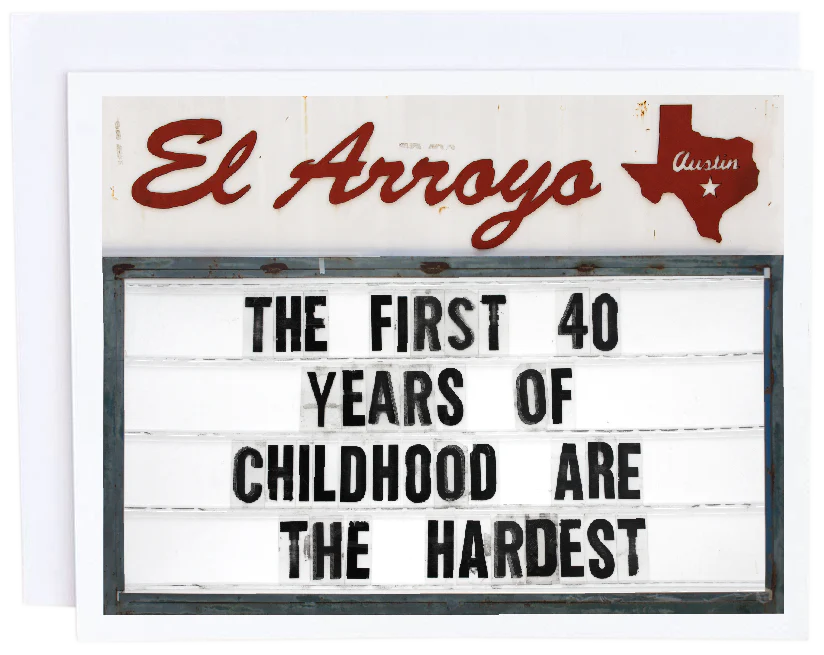 El Arroyo
Austin
THE FIRST 40
YEARS OF
CHILDHOOD ARE
THE HARDEST